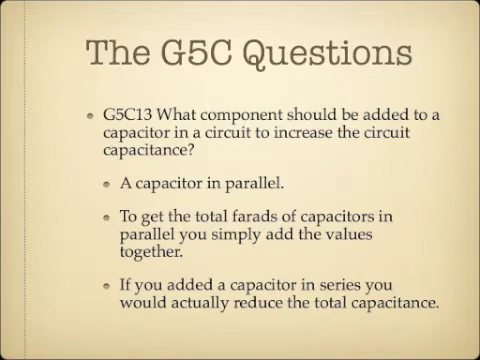 The G5C Questions
G5C13 What component should be added to a
capacitor in a circuit to increase the circuit
capacitance?
A capacitor in parallel.
To get the total farads of capacitors in
parallel you simply add the values
together.
If you added a capacitor in series you
would actually reduce the total capacitance.